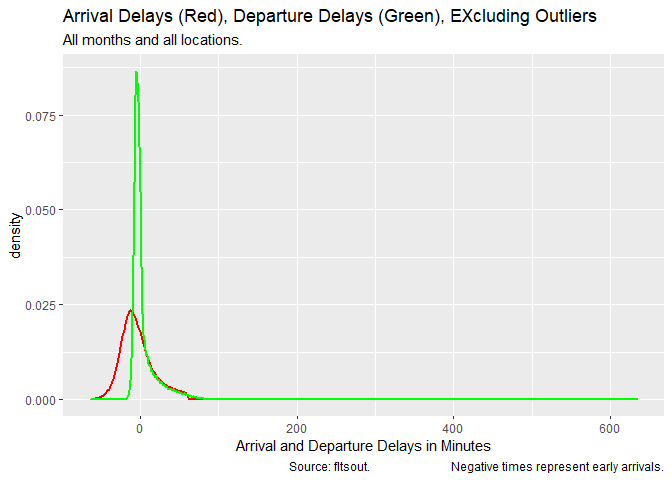 Arrival Delays (Red), Departure Delays (Green), EXcluding Outliers
All months and all locations.
density
0.075
0.050
0.025
0.000
0
200
400
600
Arrival and Departure Delays in Minutes
Source: fltsout. Negative times represent early arrivals.